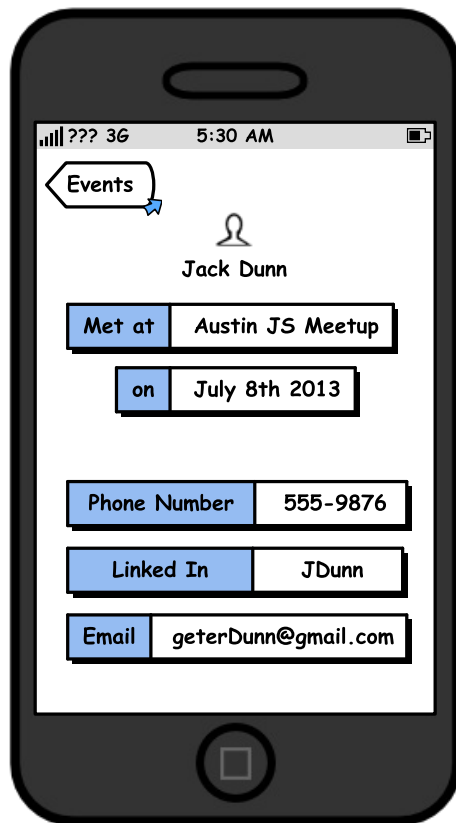 ??? 3G 5:30 AM
Events
Jack Dunn
Met at Austin JS Meetup
on July 8th 2013
Phone Number 555-9876
Linked In JDunn
Email geterDunn@gmail.com